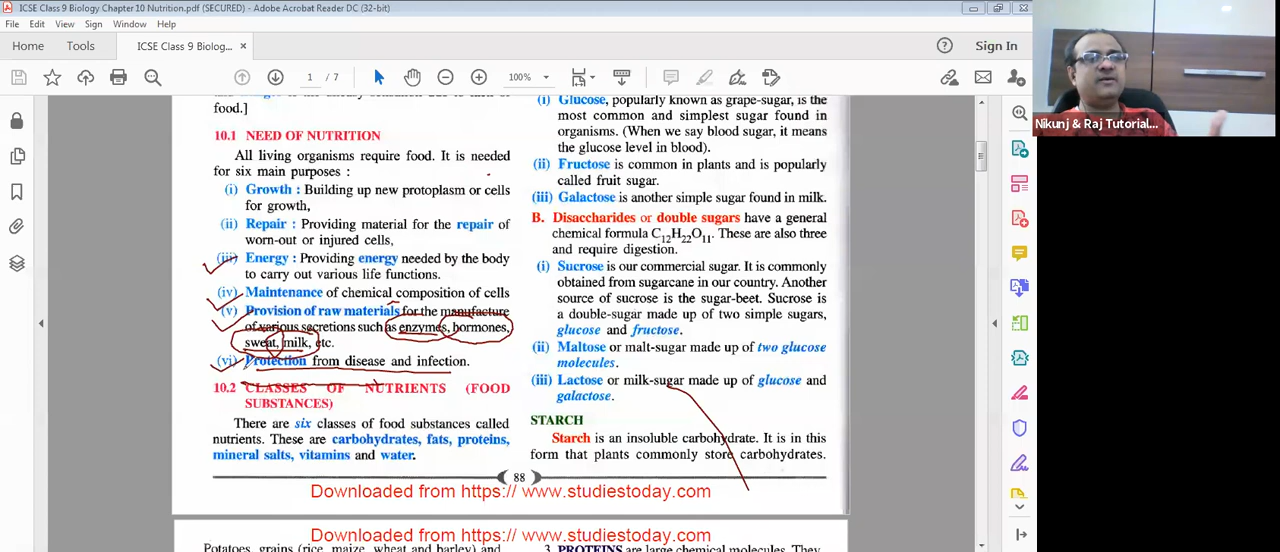 ICSE Class 9 Biology Chapter 10 Nutrition.pdf (SECURED) - Adobe Acrobat Reader DC (32-bit)
File Edit View Sign Window Help
Home Tools ICSE Class 9 Biolog... × Sign In
1 / 7 100%
food.]
10.1 NEED OF NUTRITION
All living organisms require food. It is needed
for six main purposes :
(i) Growth : Building up new protoplasm or cells
for growth,
(ii) Repair : Providing material for the repair of
worn-out or injured cells,
(iii) Energy : Providing energy needed by the body
to carry out various life functions.
(iv) Maintenance of chemical composition of cells
(v) Provision of raw materials for the manufacture
of various secretions such as enzymes, hormones,
sweat, milk, etc.
(vi) Protection from disease and infection.
10.2 CLASSES OF NUTRIENTS (FOOD
SUBSTANCES)
There are six classes of food substances called
nutrients. These are carbohydrates, fats, proteins,
mineral salts, vitamins and water.
(i) Glucose, popularly known as grape-sugar, is the
most common and simplest sugar found in
organisms. (When we say blood sugar, it means
the glucose level in blood).
(ii) Fructose is common in plants and is popularly
called fruit sugar.
(iii) Galactose is another simple sugar found in milk.
B. Disaccharides or double sugars have a general
chemical formula C12H22O11. These are also three
and require digestion.
(i) Sucrose is our commercial sugar. It is commonly
obtained from sugarcane in our country. Another
source of sucrose is the sugar-beet. Sucrose is
a double-sugar made up of two simple sugars,
glucose and fructose.
(ii) Maltose or malt-sugar made up of two glucose
molecules.
(iii) Lactose or milk-sugar made up of glucose and
galactose.
STARCH
Starch is an insoluble carbohydrate. It is in this
form that plants commonly store carbohydrates.
88
Downloaded from https:// www.studiestoday.com
Downloaded from https:// www.studiestoday.com
Potatoes, grains (rice, maize, wheat and barley) and
3. PROTEINS are large chemical molecules. They
Nikunj & Raj Tutorial...